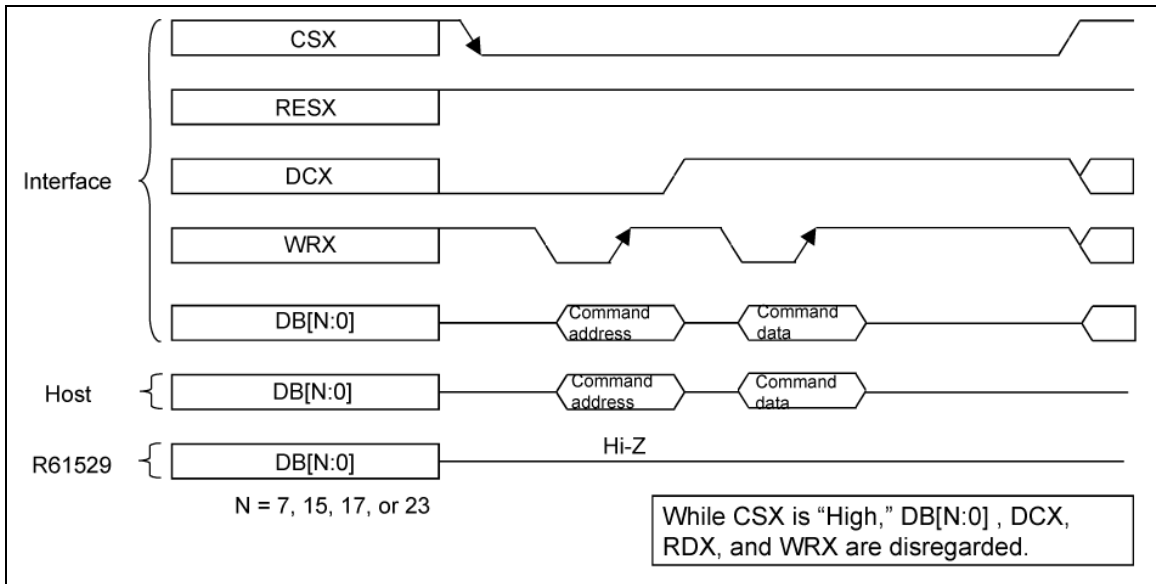 CSX
RESX
Interface
DCX
WRX
DB[N:0]
Command
address
Command
data
Host
DB[N:0]
Command
address
Command
data
R61529
DB[N:0]
Hi-Z
N = 7, 15, 17, or 23
While CSX is “High,” DB[N:0] , DCX,
RDX, and WRX are disregarded.